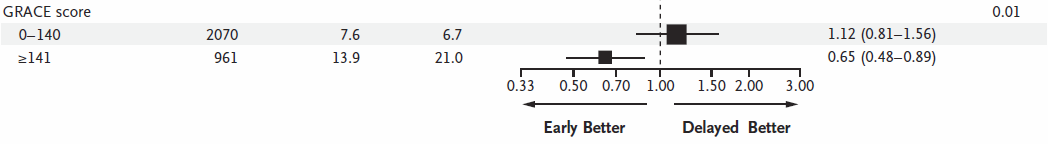 GRACE score 0.01
0–140 2070 7.6 6.7 1.12 (0.81–1.56)
≥141 961 13.9 21.0 0.65 (0.48–0.89)
0.33 0.50 0.70 1.00 1.50 2.00 3.00
Early Better Delayed Better